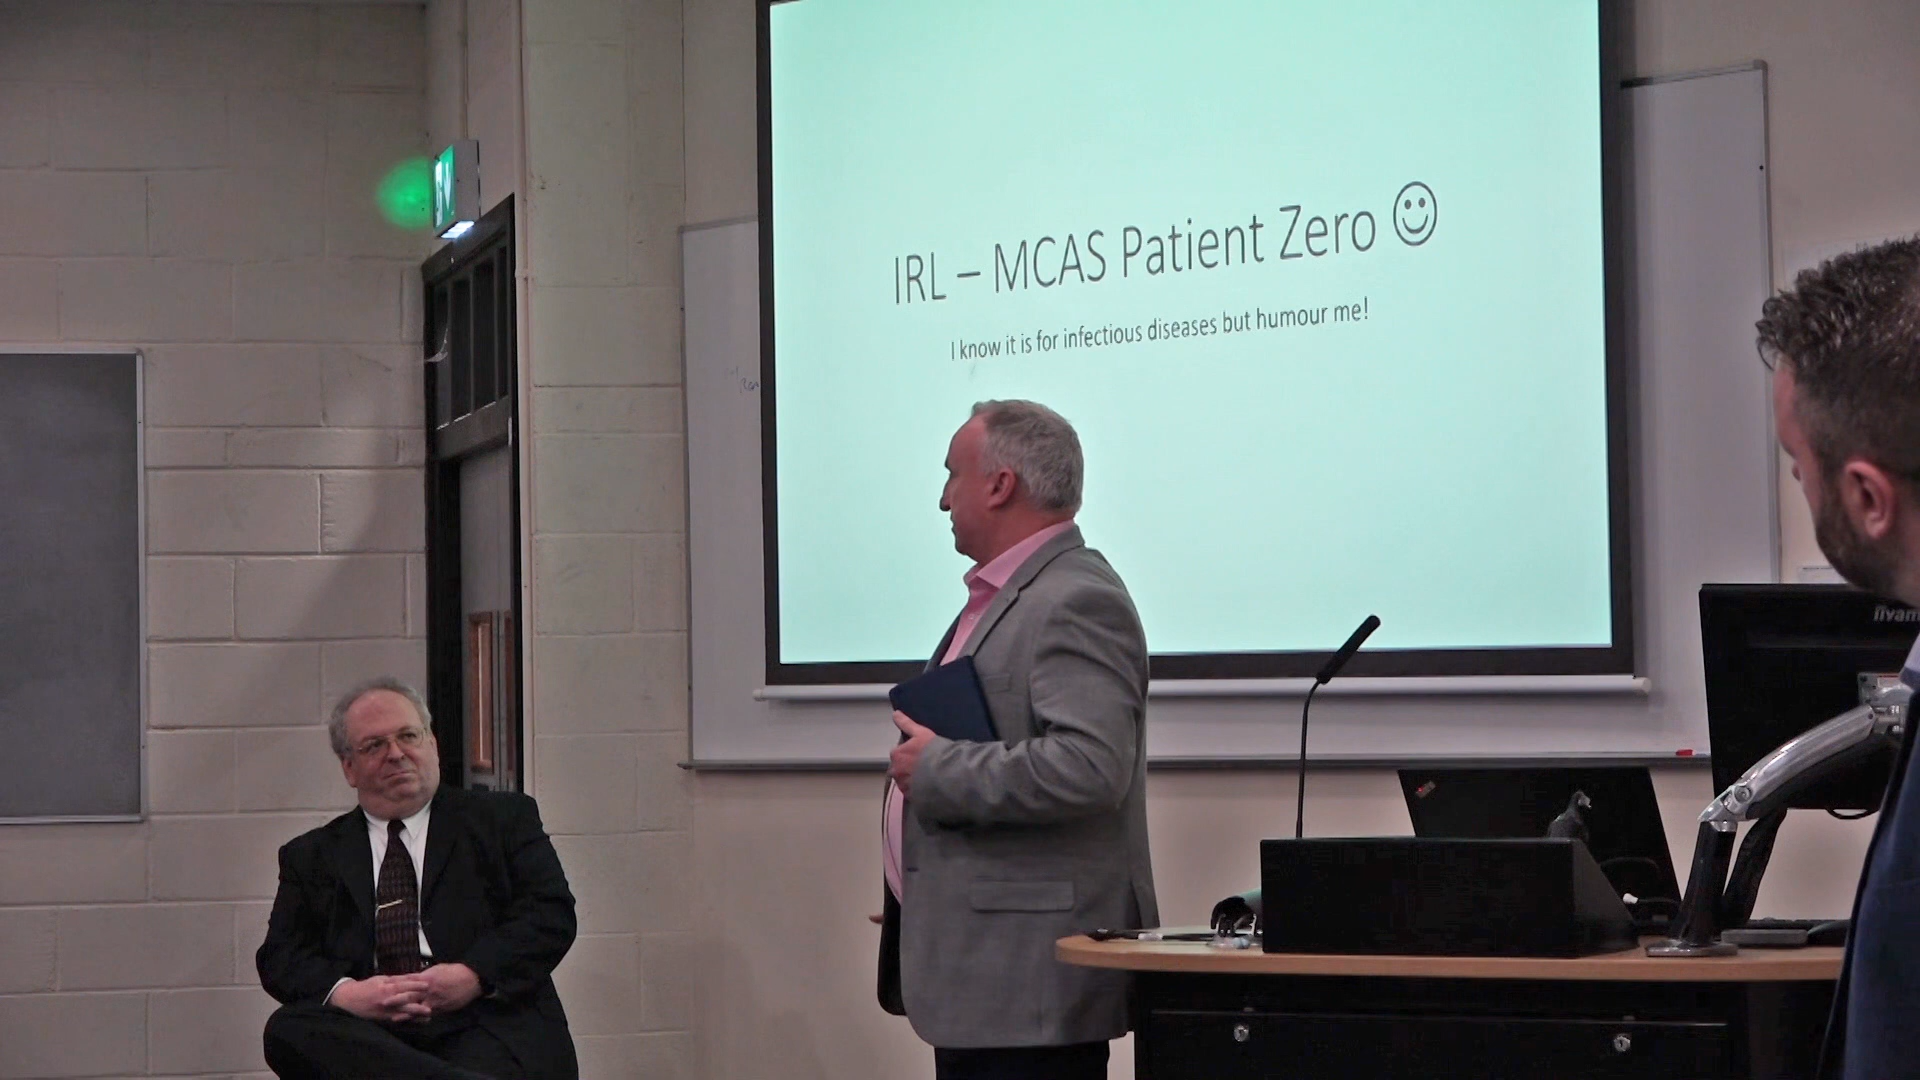 IRL – MCAS Patient Zero ☺
I know it is for infectious diseases but humour me!
iiyama